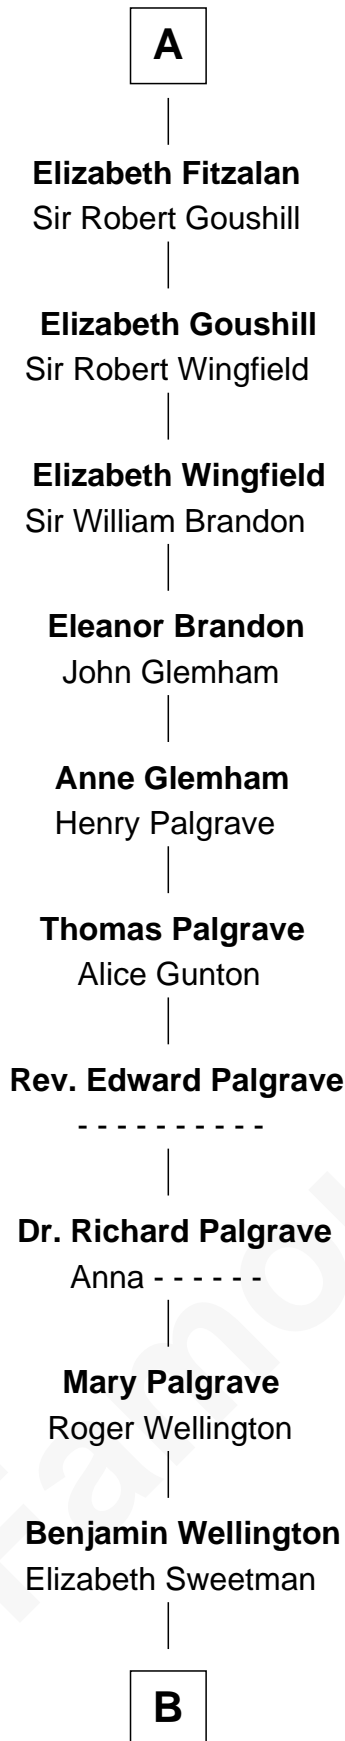 A
Elizabeth Fitzalan
Sir Robert Goushill
Elizabeth Goushill
Sir Robert Wingfield
Elizabeth Wingfield
Sir William Brandon
Eleanor Brandon
John Glemham
Anne Glemham
Henry Palgrave
Thomas Palgrave
Alice Gunton
Rev. Edward Palgrave
- - - - - - - - - -
Dr. Richard Palgrave
Anna - - - - - -
Mary Palgrave
Roger Wellington
Benjamin Wellington
Elizabeth Sweetman
B
Famo